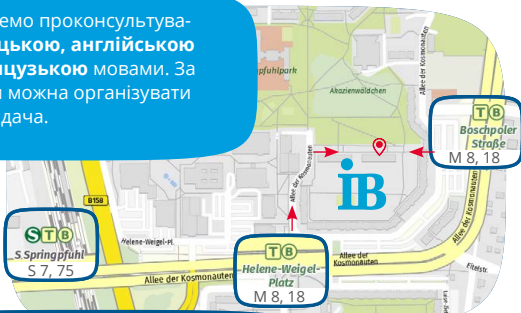 емо проконсультува-
цькою, англійською
цузькою мовами. За
можна організувати
дача.
Akazienwäldchen
Allee der Kosmonauten
T B
Boschpoler
Straße
M 8, 18
iB
Allee der Kosmonauten
B158
S T B
S Springpfuhl
S 7, 75
Helene-Weigel-Pl.
T B
Helene-Weigel-
Platz
M 8, 18
Allee der Kosmonauten
Kosmonauten
Allee der
Fitelstr.